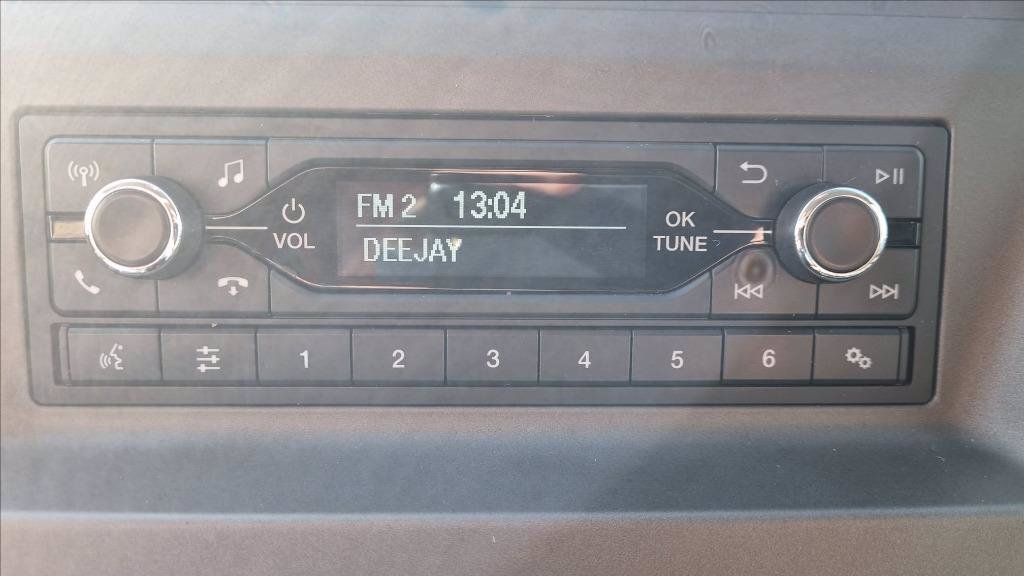 FM 2 13:04
DEEJAY
VOL
OK
TUNE
1 2 3 4 5 6